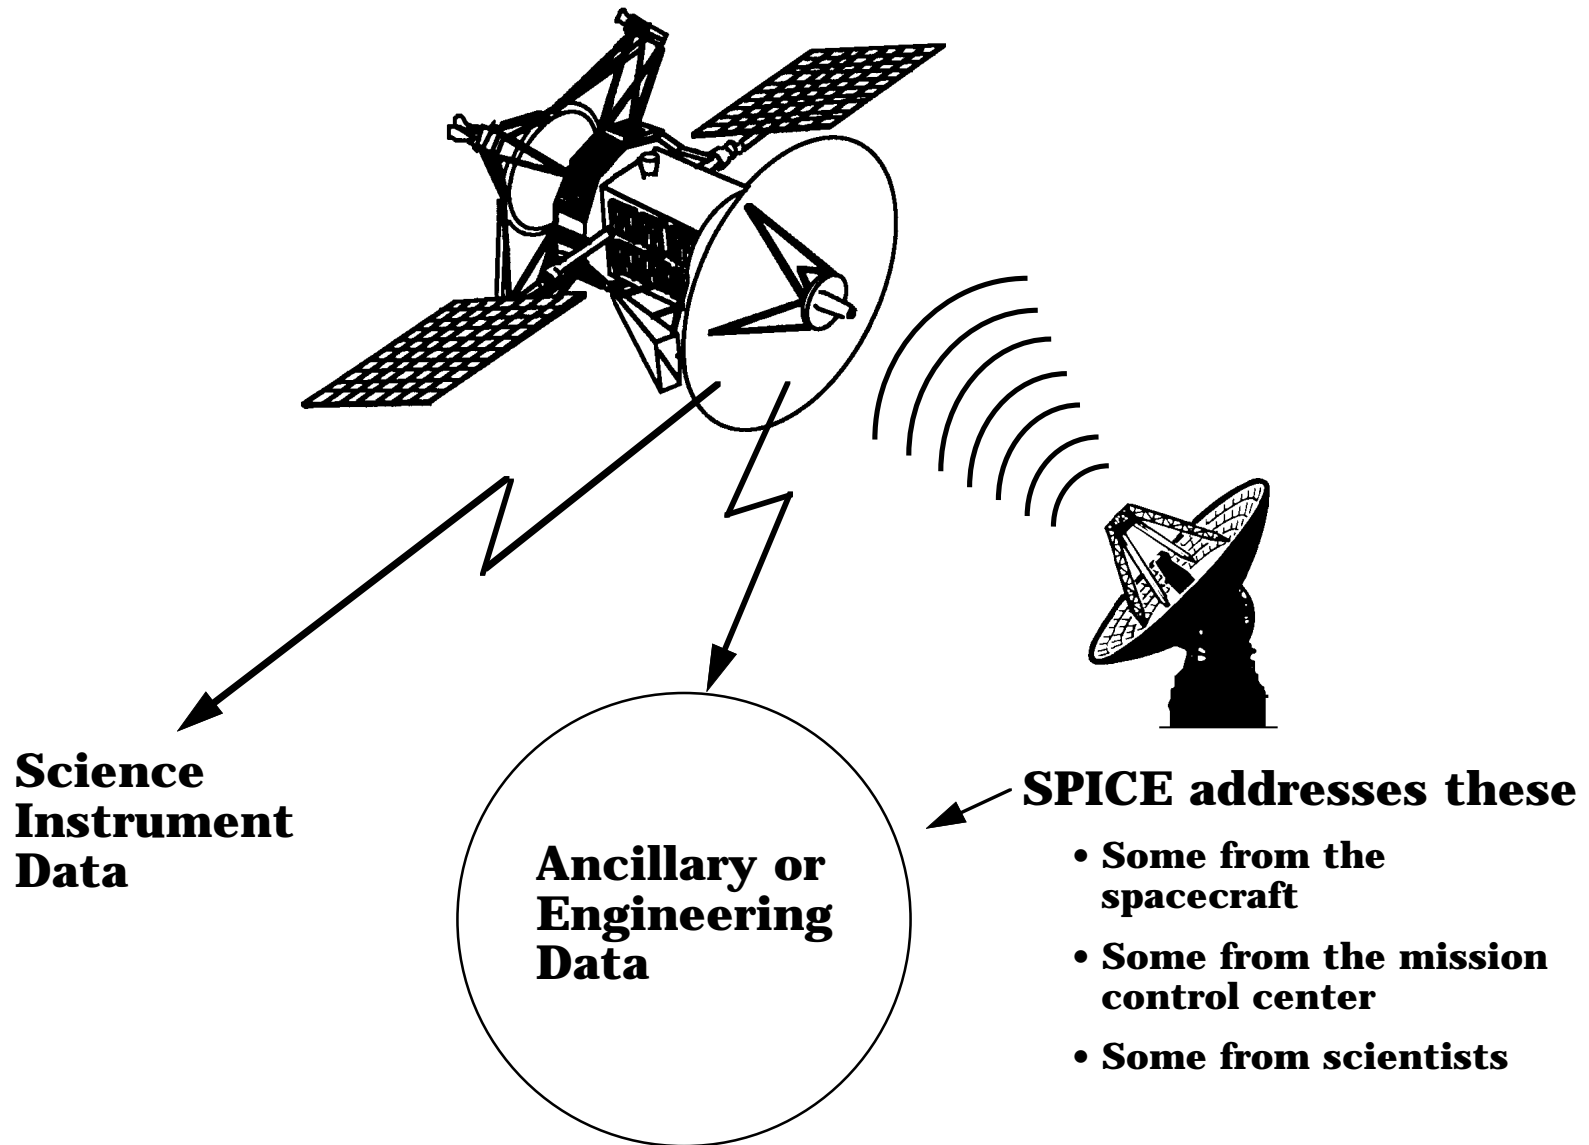 Science
Instrument
Data
Ancillary or
Engineering
Data
SPICE addresses these
• Some from the
spacecraft
• Some from the mission
control center
• Some from scientists